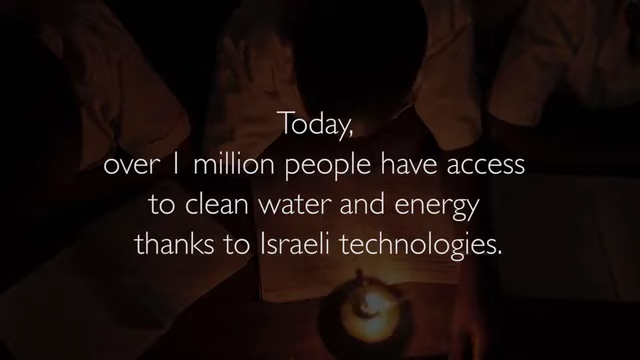 Today,
over 1 million people have access
to clean water and energy
thanks to Israeli technologies.